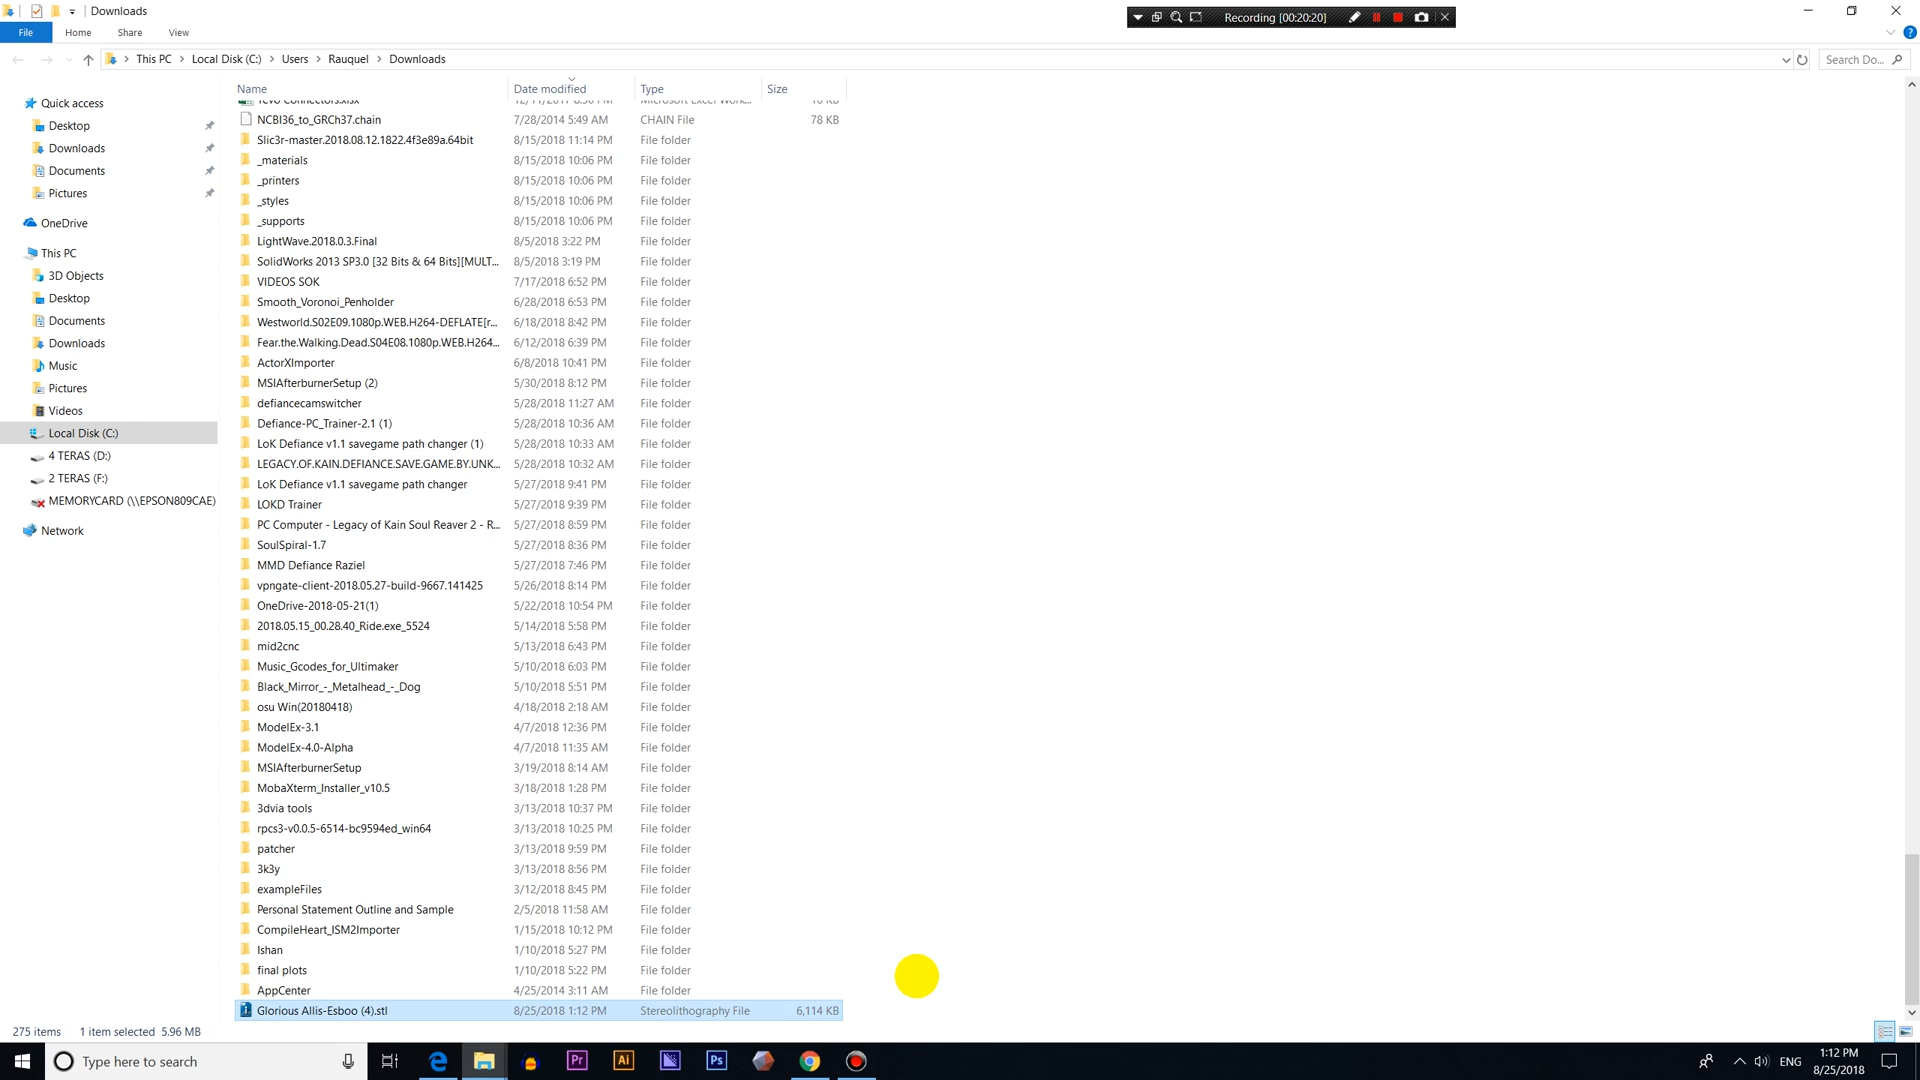 Downloads
Recording [00:20:20]
File Home Share View
This PC Local Disk (C:) Users Rauquel Downloads
Search Do...
Name Date modified Type Size
NCBI36_to_GRCh37.chain 7/28/2014 5:49 AM CHAIN File 78 KB
Slic3r-master.2018.08.12.1822.4f3e89a.64bit 8/15/2018 11:14 PM File folder
_materials 8/15/2018 10:06 PM File folder
_printers 8/15/2018 10:06 PM File folder
_styles 8/15/2018 10:06 PM File folder
_supports 8/15/2018 10:06 PM File folder
LightWave.2018.0.3.Final 8/5/2018 3:22 PM File folder
SolidWorks 2013 SP3.0 [32 Bits & 64 Bits][MULT... 8/5/2018 3:19 PM File folder
VIDEOS SOK 7/17/2018 6:52 PM File folder
Smooth_Voronoi_Penholder 6/28/2018 6:53 PM File folder
Westworld.S02E09.1080p.WEB.H264-DEFLATE[r... 6/18/2018 8:42 PM File folder
Fear.the.Walking.Dead.S04E08.1080p.WEB.H264... 6/12/2018 6:39 PM File folder
ActorXImporter 6/8/2018 10:41 PM File folder
MSIAfterburnerSetup (2) 5/30/2018 8:12 PM File folder
defiancecamswitcher 5/28/2018 11:27 AM File folder
Defiance-PC_Trainer-2.1 (1) 5/28/2018 10:36 AM File folder
LoK Defiance v1.1 savegame path changer (1) 5/28/2018 10:33 AM File folder
LEGACY.OF.KAIN.DEFIANCE.SAVE.GAME.BY.UNK... 5/28/2018 10:32 AM File folder
LoK Defiance v1.1 savegame path changer 5/27/2018 9:41 PM File folder
LOKD Trainer 5/27/2018 9:39 PM File folder
PC Computer - Legacy of Kain Soul Reaver 2 - R... 5/27/2018 8:59 PM File folder
SoulSpiral-1.7 5/27/2018 8:36 PM File folder
MMD Defiance Raziel 5/27/2018 7:46 PM File folder
vpngate-client-2018.05.27-build-9667.141425 5/26/2018 8:14 PM File folder
OneDrive-2018-05-21(1) 5/22/2018 10:54 PM File folder
2018.05.15_00.28.40_Ride.exe_5524 5/14/2018 5:58 PM File folder
mid2cnc 5/13/2018 6:43 PM File folder
Music_Gcodes_for_Ultimaker 5/10/2018 6:03 PM File folder
Black_Mirror_-_Metalhead_-_Dog 5/10/2018 5:51 PM File folder
osu Win(20180418) 4/18/2018 2:18 AM File folder
ModelEx-3.1 4/7/2018 12:36 PM File folder
ModelEx-4.0-Alpha 4/7/2018 11:35 AM File folder
MSIAfterburnerSetup 3/19/2018 8:14 AM File folder
MobaXterm_Installer_v10.5 3/18/2018 1:28 PM File folder
3dvia tools 3/13/2018 10:37 PM File folder
rpcs3-v0.0.5-6514-bc9594ed_win64 3/13/2018 10:25 PM File folder
patcher 3/13/2018 9:59 PM File folder
3k3y 3/13/2018 8:56 PM File folder
exampleFiles 3/12/2018 8:45 PM File folder
Personal Statement Outline and Sample 2/5/2018 11:58 AM File folder
CompileHeart_ISM2Importer 1/15/2018 10:12 PM File folder
Ishan 1/10/2018 5:27 PM File folder
final plots 1/10/2018 5:22 PM File folder
AppCenter 4/25/2014 3:11 AM File folder
Glorious Allis-Esboo (4).stl 8/25/2018 1:12 PM Stereolithography File 6,114 KB
Quick access
Desktop
Downloads
Documents
Pictures
OneDrive
This PC
3D Objects
Desktop
Documents
Downloads
Music
Pictures
Videos
Local Disk (C:)
4 TERAS (D:)
2 TERAS (F:)
MEMORYCARD (\\EPSON809CAE)
Network
275 items 1 item selected 5.96 MB
Type here to search
Pr
Ai
Ps
ENG
1:12 PM
8/25/2018